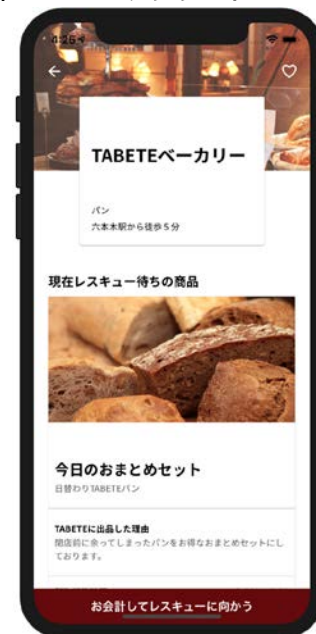 4:26
TABETEベーカリー
パン
六本木駅から徒歩5分
現在レスキュー待ちの商品
今日のおまとめセット
日替わりTABETEパン
TABETEに出品した理由
閉店前に余ってしまったパンをお得なおまとめセットにし
ております。
お会計してレスキューに向かう